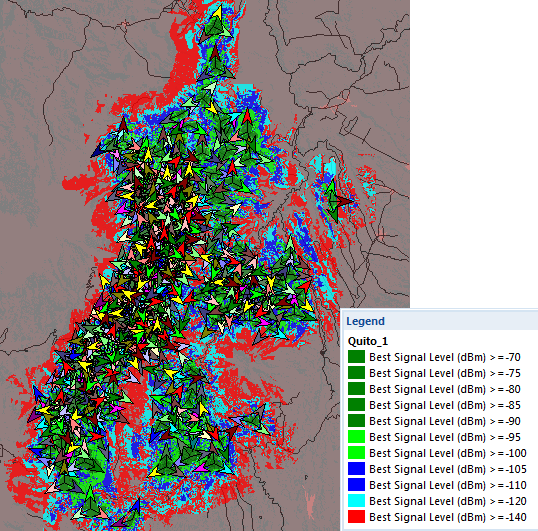 Legend
Quito_1
Best Signal Level (dBm) >=-70
Best Signal Level (dBm) >=-75
Best Signal Level (dBm) >=-80
Best Signal Level (dBm) >=-85
Best Signal Level (dBm) >=-90
Best Signal Level (dBm) >=-95
Best Signal Level (dBm) >=-100
Best Signal Level (dBm) >=-105
Best Signal Level (dBm) >=-110
Best Signal Level (dBm) >=-120
Best Signal Level (dBm) >=-140